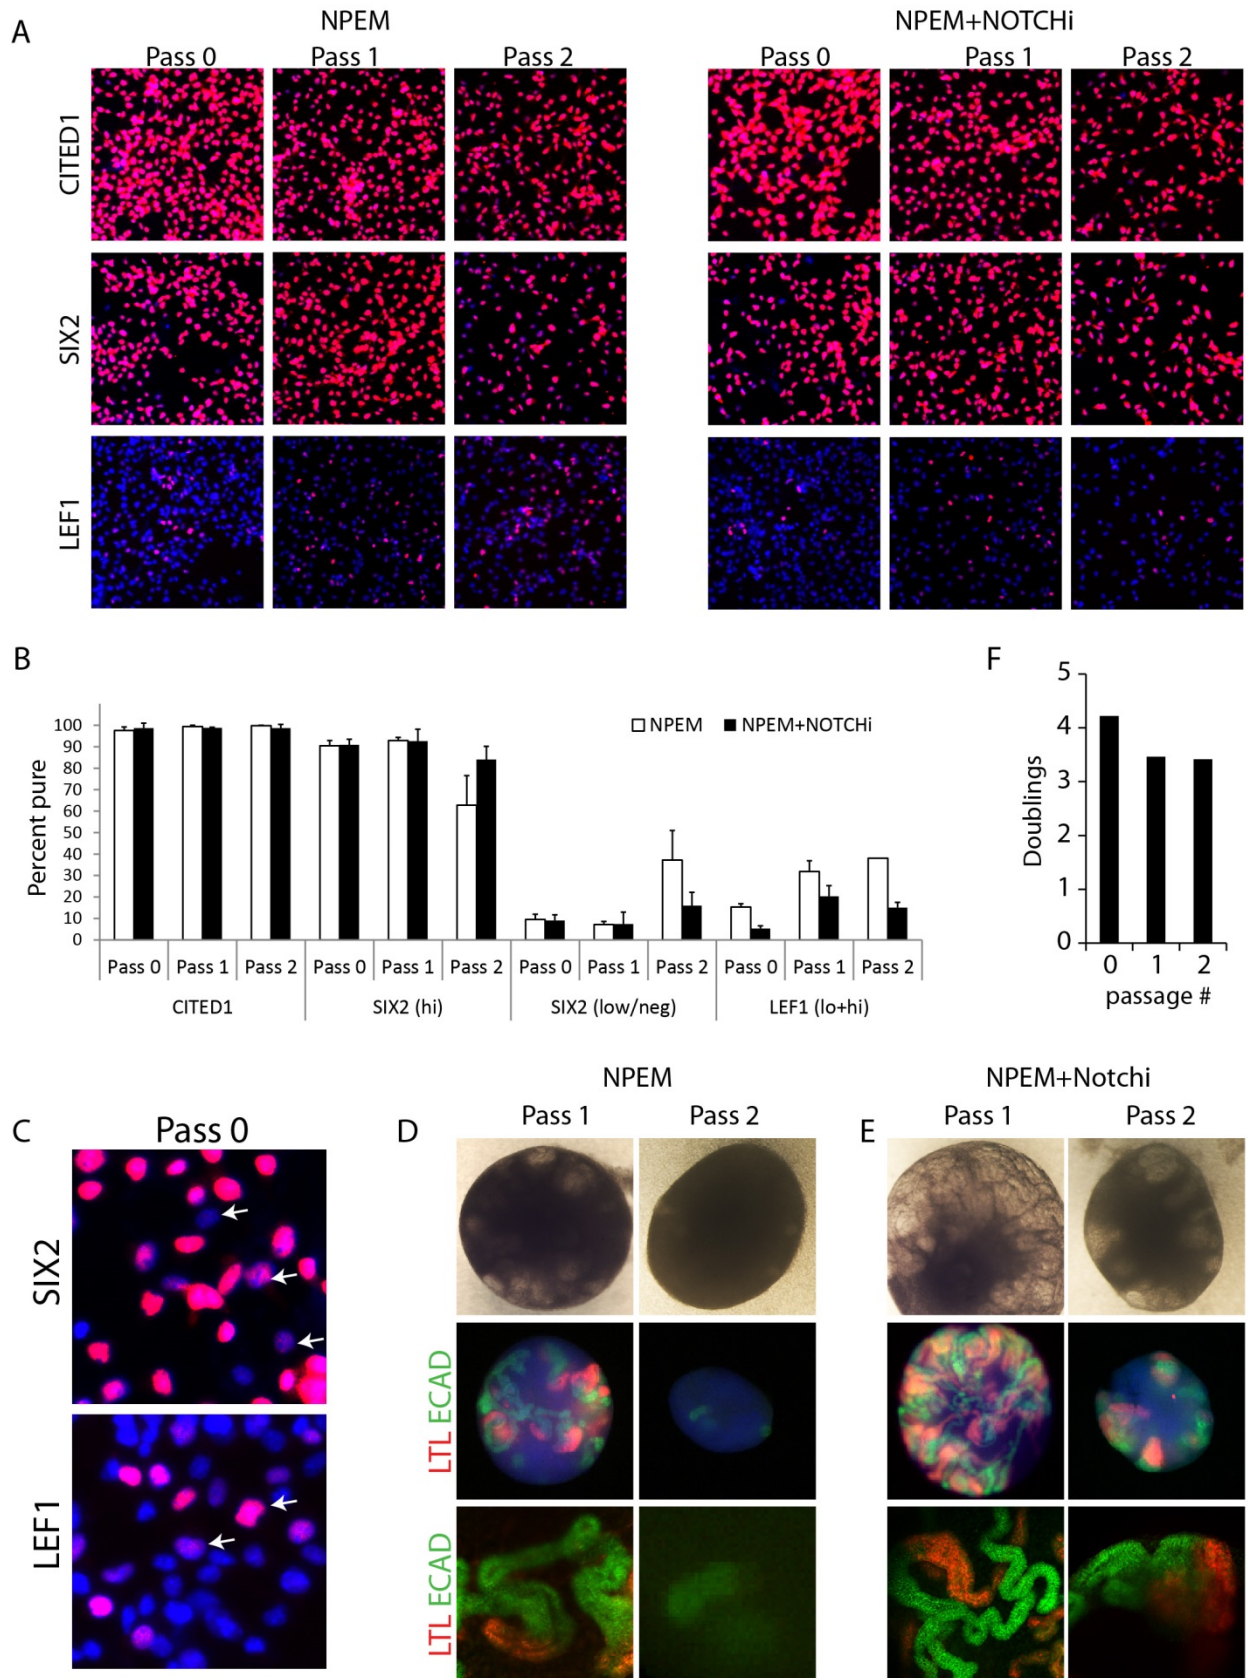 A
NPEM
NPEM+NOTCHi
Pass 0
Pass 1
Pass 2
Pass 0
Pass 1
Pass 2
CITED1
SIX2
LEF1
B
Percent pure
100
90
80
70
60
50
40
30
20
10
0
NPEM
NPEM+NOTCHi
Pass 0
Pass 1
Pass 2
Pass 0
Pass 1
Pass 2
Pass 0
Pass 1
Pass 2
Pass 0
Pass 1
Pass 2
CITED1
SIX2 (hi)
SIX2 (low/neg)
LEF1 (lo+hi)
F
Doublings
5
4
3
2
1
0
0 1 2
passage #
C
Pass 0
SIX2
LEF1
D
NPEM
Pass 1
Pass 2
LTL ECAD
LTL ECAD
E
NPEM+Notchi
Pass 1
Pass 2